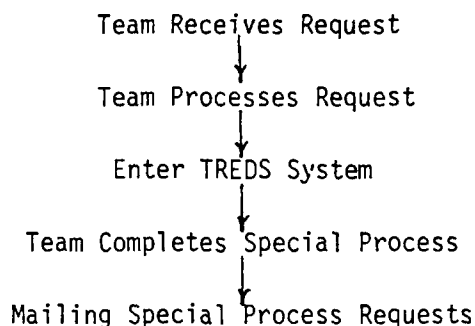 Team Receives Request
Team Processes Request
Enter TREDS System
Team Completes Special Process
Mailing Special Process Requests